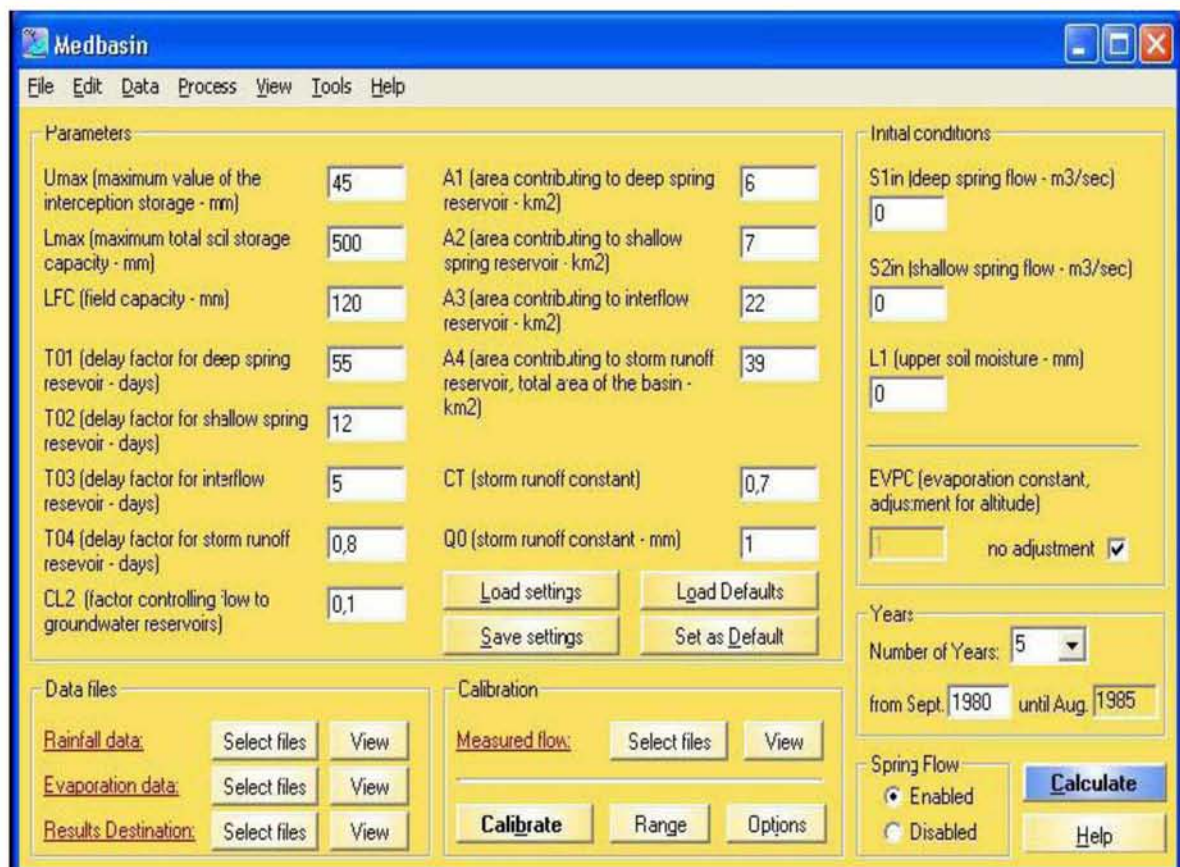 Medbasin
File Edit Data Process View Tools Help
Parameters
Umax (maximum value of the
interception storage - mm)
45
Lmax (maximum total soil storage
capacity - mm)
500
LFC (field capacity - mm)
120
T01 (delay factor for deep spring
resevoir - days)
55
T02 (delay factor for shallow spring
resevoir - days)
12
T03 (delay factor for interflow
resevoir - days)
5
T04 (delay factor for storm runoff
resevoir - days)
0,8
CL2 (factor controlling flow to
groundwater reservoirs)
0,1
A1 (area contributing to deep spring
reservoir - km2)
6
A2 (area contributing to shallow
spring reservoir - km2)
7
A3 (area contributing to interflow
reservoir - km2)
22
A4 (area contributing to storm runoff
reservoir, total area of the basin -
km2)
39
CT (storm runoff constant)
0,7
Q0 (storm runoff constant - mm)
1
Load settings
Load Defaults
Save settings
Set as Default
Initial conditions
S1in (deep spring flow - m3/sec)
0
S2in (shallow spring flow - m3/sec)
0
L1 (upper soil moisture - mm)
0
EVPC (evaporation constant,
adjustment for altitude)
1
no adjustment
Years
Number of Years: 5
from Sept. 1980 until Aug. 1985
Data files
Rainfall data: Select files View
Evaporation data: Select files View
Results Destination: Select files View
Calibration
Measured flow: Select files View
Calibrate Range Options
Spring Flow
Enabled
Disabled
Calculate
Help